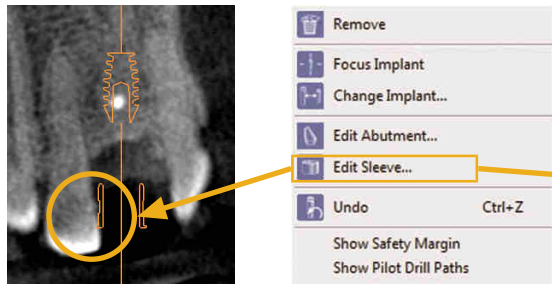 Remove
Focus Implant
Change Implant...
Edit Abutment...
Edit Sleeve...
Undo Ctrl+Z
Show Safety Margin
Show Pilot Drill Paths